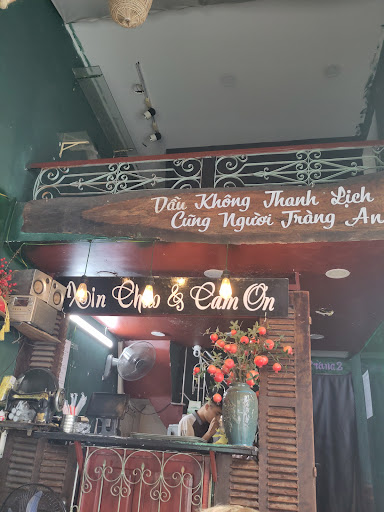 Dẫu Không Thanh Lịch
Cũng Người Tràng An
Xin Chào & Cảm Ơn